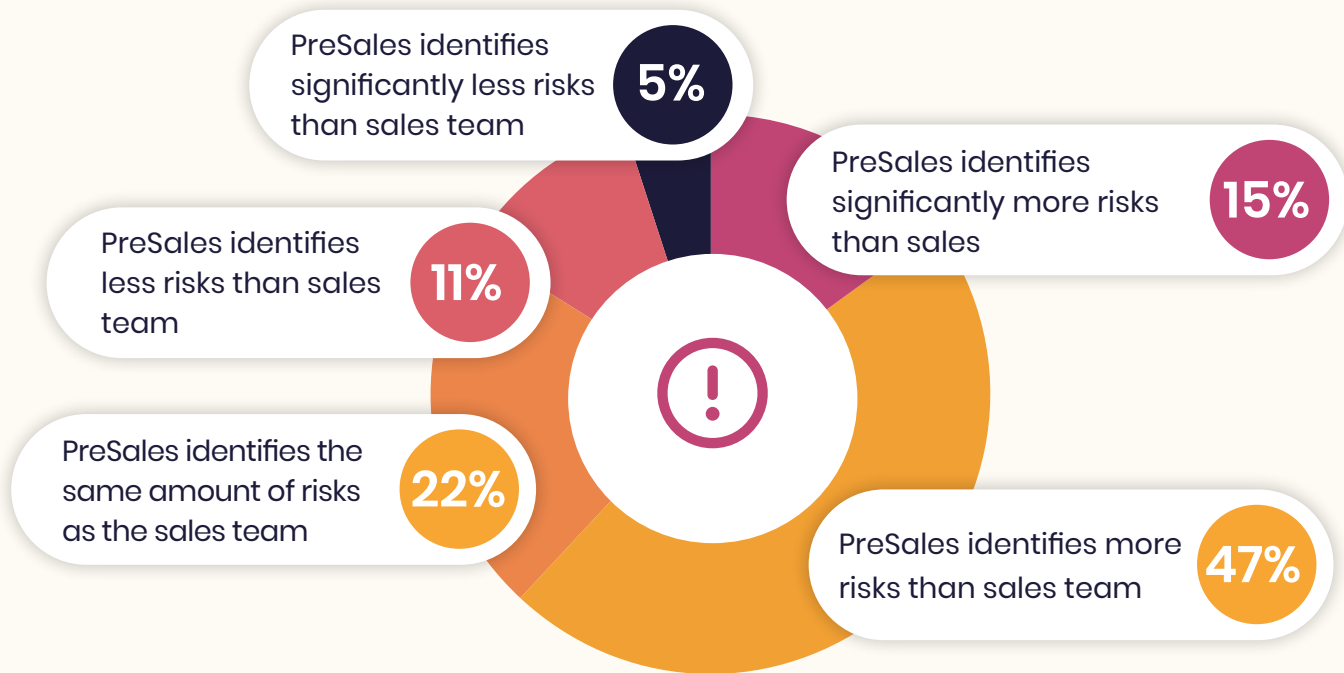 PreSales identifies
significantly less risks
than sales team
5%
PreSales identifies
significantly more risks
than sales
15%
PreSales identifies
less risks than sales
team
11%
PreSales identifies the
same amount of risks
as the sales team
22%
PreSales identifies more
risks than sales team
47%